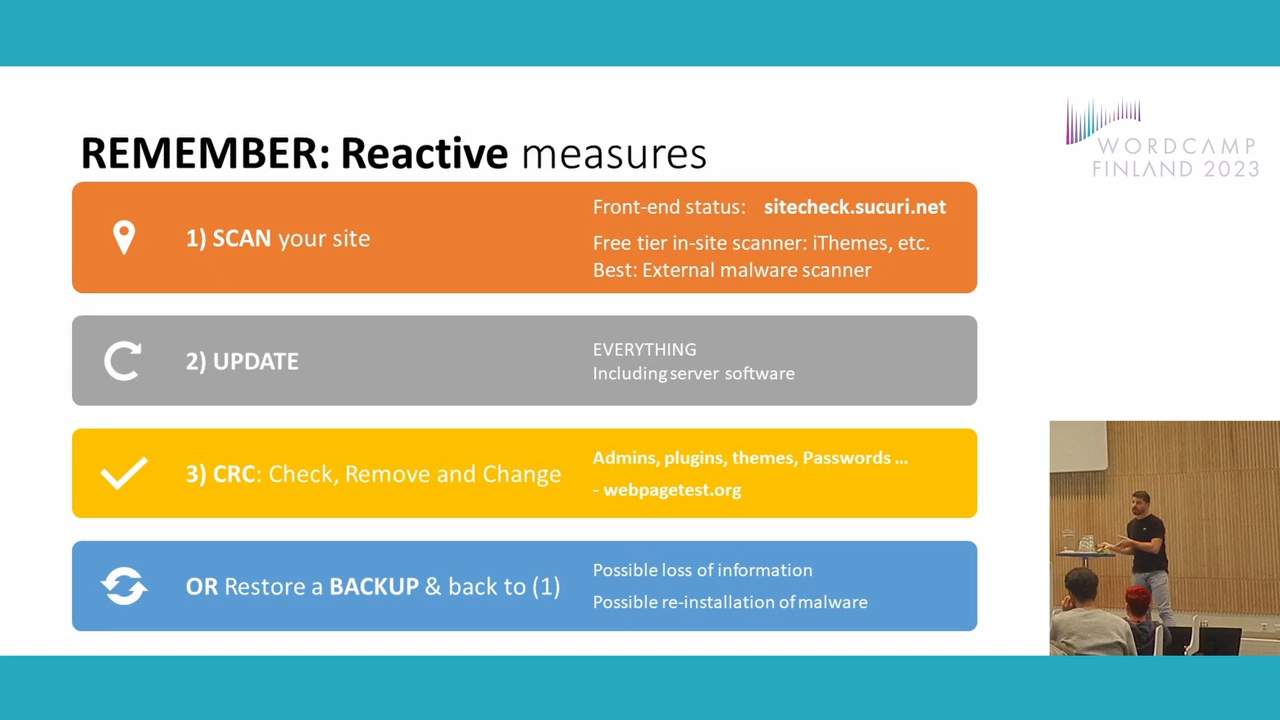 REMEMBER: Reactive measures
WORDCAMP
FINLAND 2023
1) SCAN your site
Front-end status: sitecheck.sucuri.net
Free tier in-site scanner: iThemes, etc.
Best: External malware scanner
2) UPDATE
EVERYTHING
Including server software
3) CRC: Check, Remove and Change
Admins, plugins, themes, Passwords ...
- webpagetest.org
OR Restore a BACKUP & back to (1)
Possible loss of information
Possible re-installation of malware